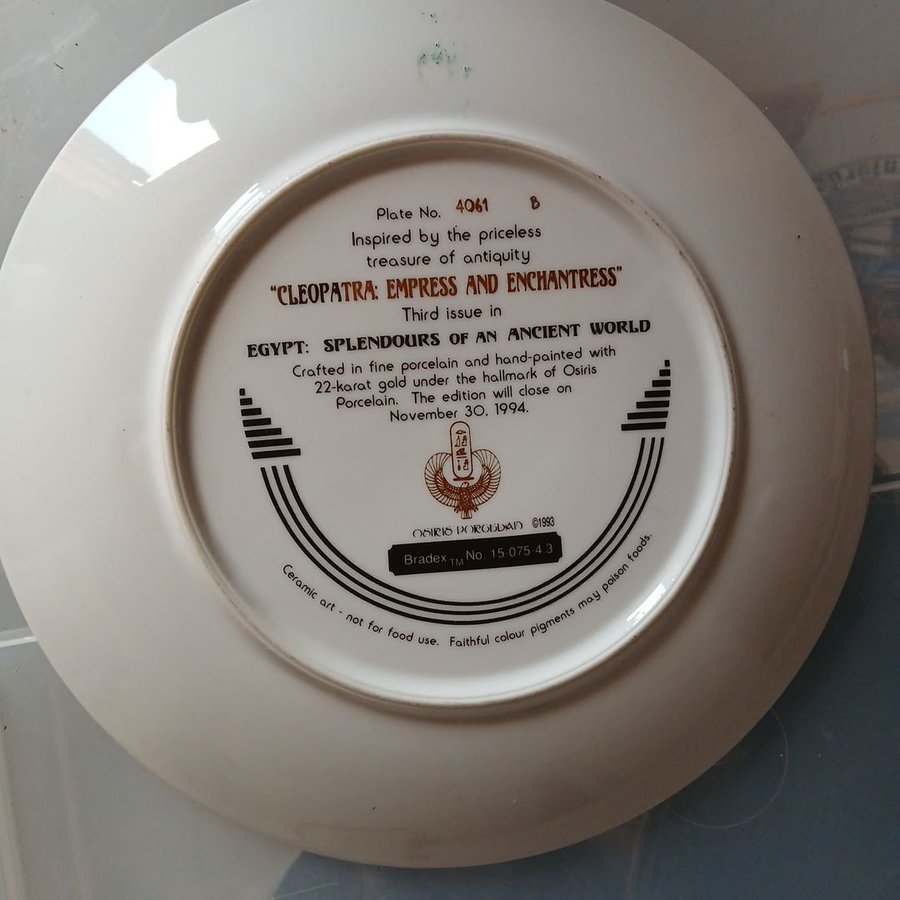 Plate No. 4061 B
Inspired by the priceless
treasure of antiquity
"CLEOPATRA: EMPRESS AND ENCHANTRESS"
Third issue in
EGYPT: SPLENDOURS OF AN ANCIENT WORLD
Crafted in fine porcelain and hand-painted with
22-karat gold under the hallmark of Osiris
Porcelain. The edition will close on
November 30, 1994.
OSIRIS PORCELAIN ©1993
Bradex TM No 15-075-4 3
Ceramic art - not for food use. Faithful colour pigments may poison foods.